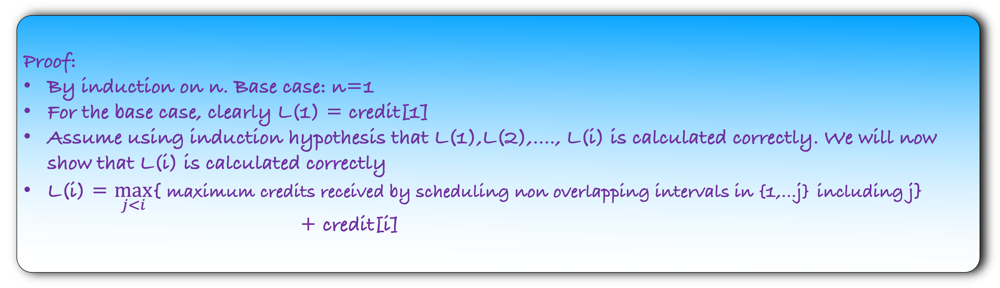 Proof:
• By induction on n. Base case: n=1
• For the base case, clearly L(1) = credit[1]
• Assume using induction hypothesis that L(1),L(2),...., L(i) is calculated correctly. We will now
show that L(i) is calculated correctly
• L(i) = max{ maximum credits received by scheduling non overlapping intervals in {1,...j} including j}
j<i
+ credit[i]